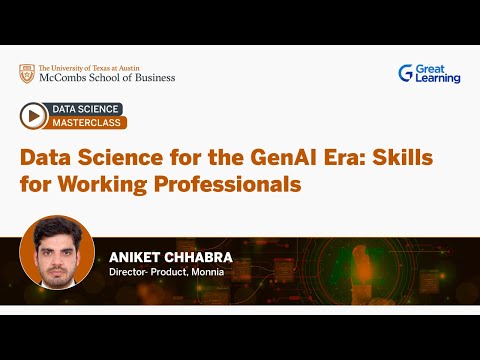 The University of Texas at Austin
McCombs School of Business
Great
Learning
DATA SCIENCE
MASTERCLASS
Data Science for the GenAI Era: Skills
for Working Professionals
ANIKET CHHABRA
Director- Product, Monnia